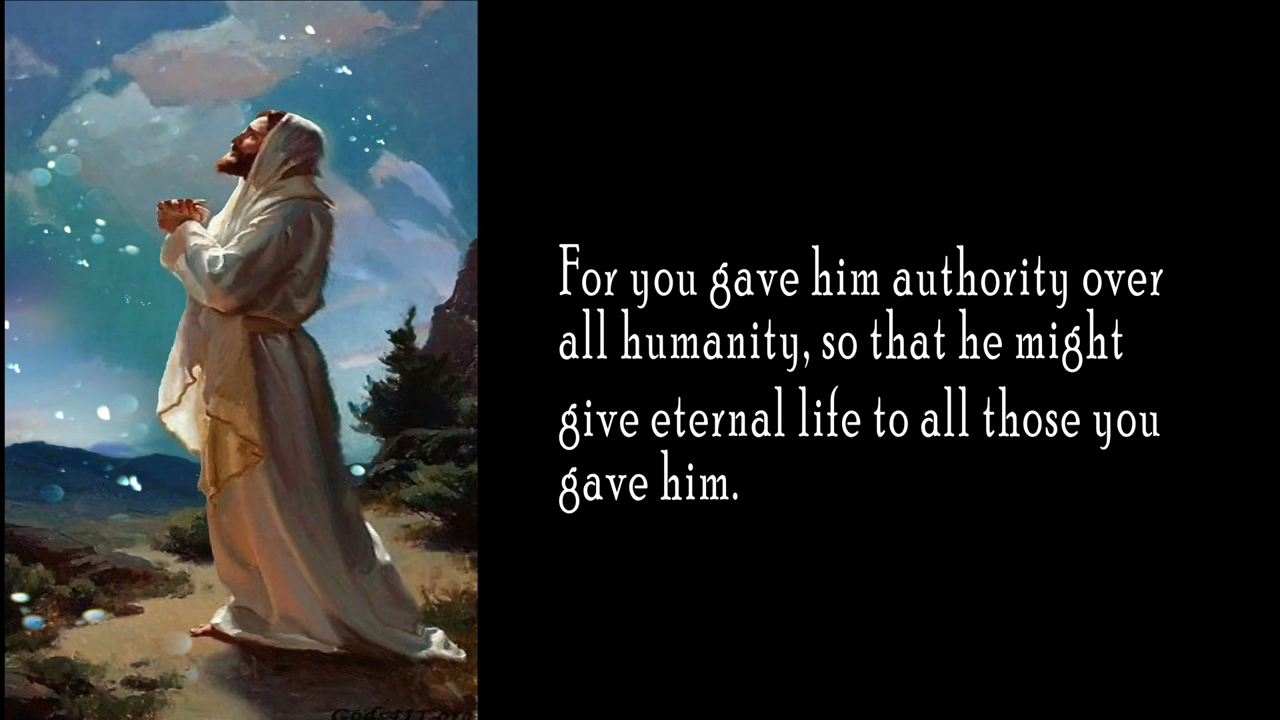 For you gave him authority over
all humanity, so that he might
give eternal life to all those you
gave him.